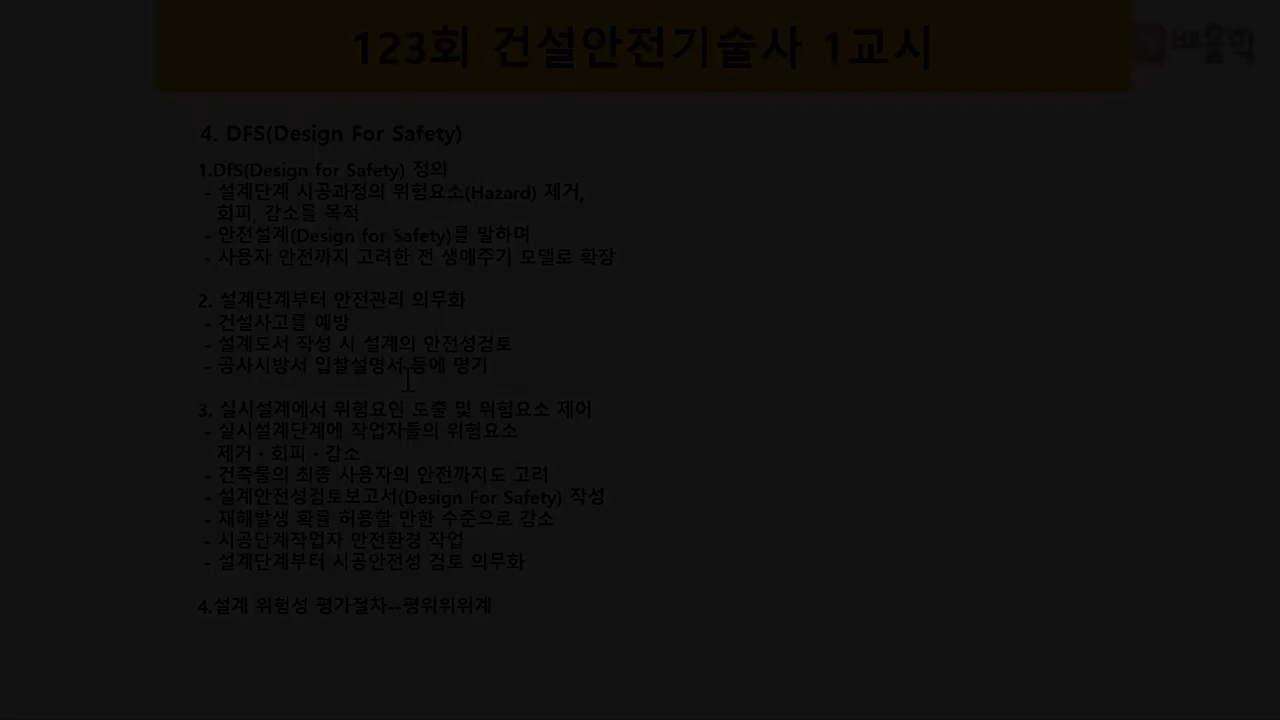 123회 건설안전기술사 1교시
배울학
4. DFS(Design For Safety)
1.DfS(Design for Safety) 정의
- 설계단계 시공과정의 위험요소(Hazard) 제거,
회피, 감소를 목적
- 안전설계(Design for Safety)를 말하며
- 사용자 안전까지 고려한 전 생애주기 모델로 확장
2. 설계단계부터 안전관리 의무화
- 건설사고를 예방
- 설계도서 작성 시 설계의 안전성검토
- 공사시방서 입찰설명서 등에 명기
3. 실시설계에서 위험요인 도출 및 위험요소 제어
- 실시설계단계에 작업자들의 위험요소
제거·회피·감소
- 건축물의 최종 사용자의 안전까지도 고려
- 설계안전성검토보고서(Design For Safety) 작성
- 재해발생 확률 허용할 만한 수준으로 감소
- 시공단계작업자 안전환경 작업
- 설계단계부터 시공안전성 검토 의무화
4.설계 위험성 평가절차--평위위위계